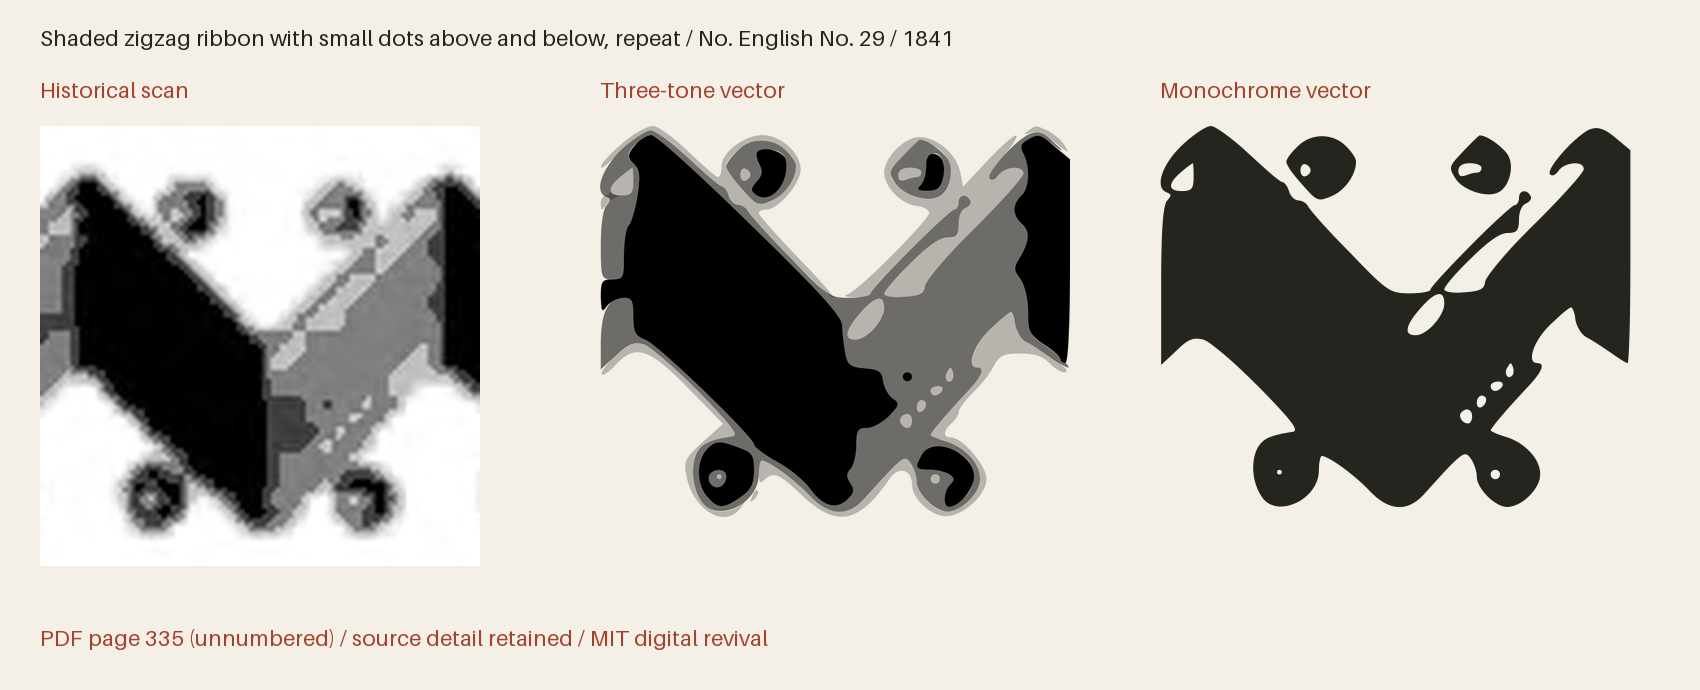 Shaded zigzag ribbon with small dots above and below, repeat / No. English No. 29 / 1841
Historical scan
Three-tone vector
Monochrome vector
PDF page 335 (unnumbered) / source detail retained / MIT digital revival